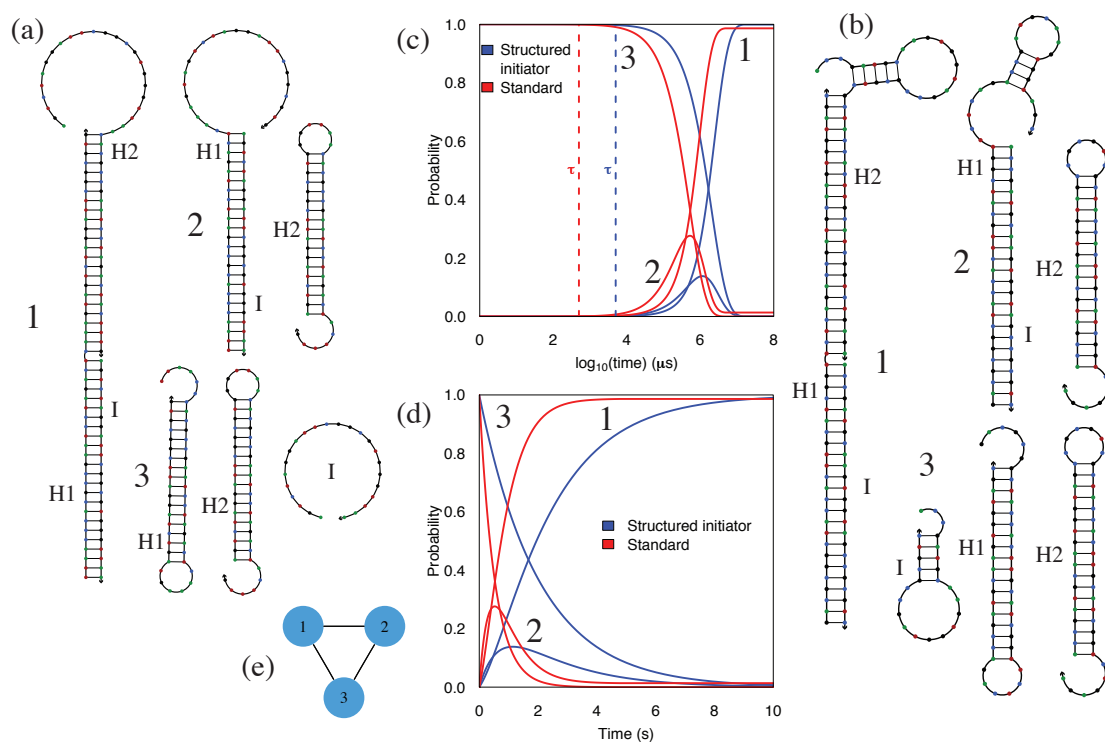 (a)
H2
H1
2
H2
1
I
I
3
H1
H2
I
H1
(e)
1
2
3
(c)
1.0
0.8
0.6
0.4
0.2
0.0
Probability
Structured
initiator
Standard
3
1
τ
τ
2
0
2
4
6
8
log10(time) (μs)
(d)
1.0
0.8
0.6
0.4
0.2
0.0
Probability
3
1
Structured initiator
Standard
2
0
2
4
6
8
10
Time (s)
(b)
H2
H1
2
H2
I
1
H1
3
I
I
H1
H2